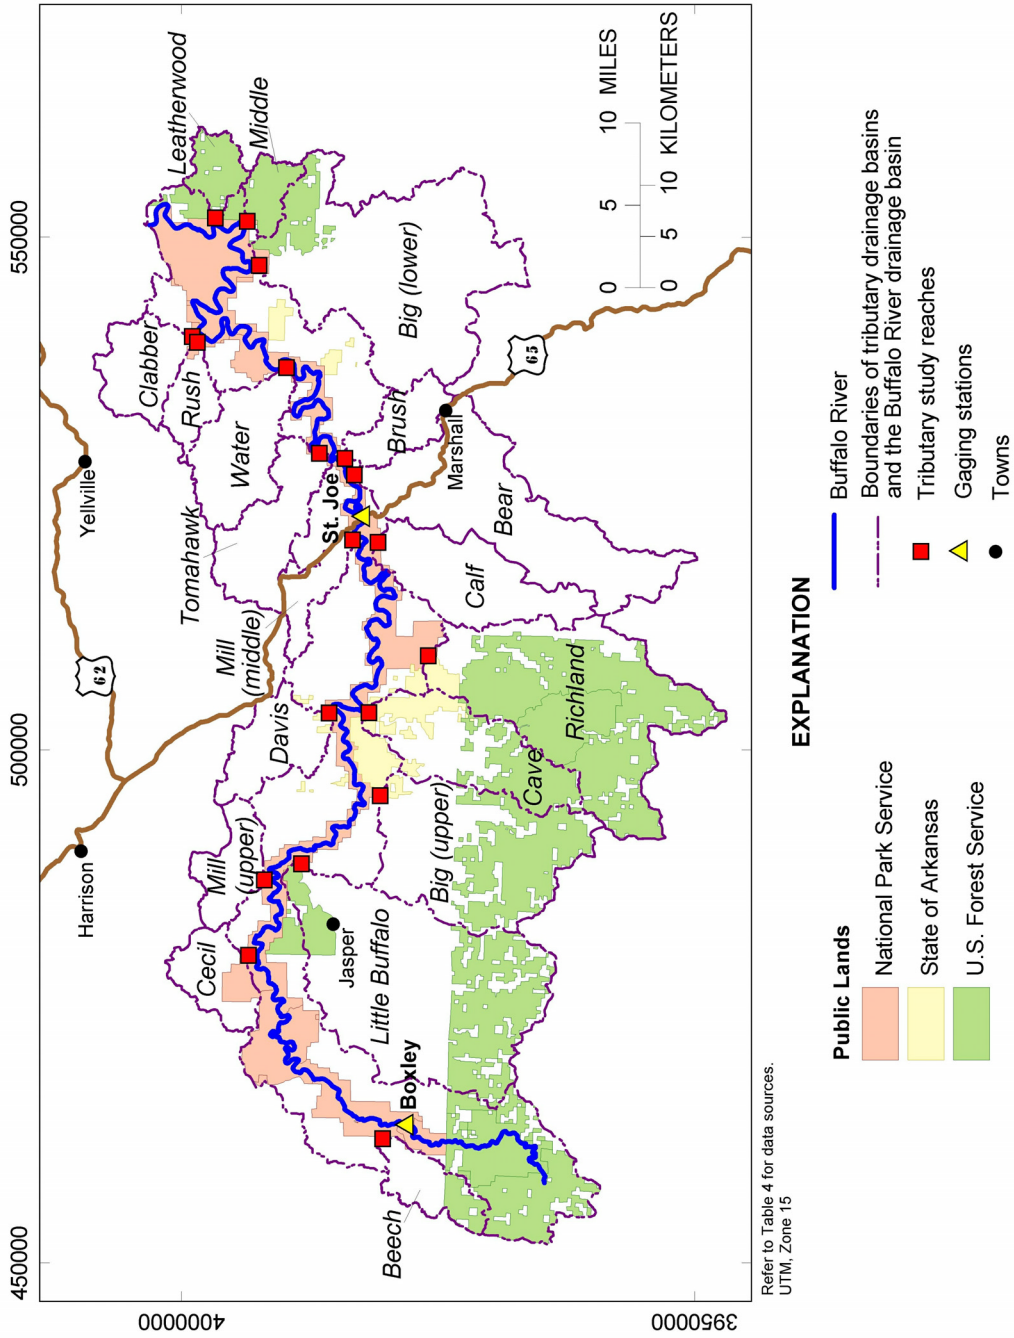 450000
500000
550000
4000000
3950000
Harrison
62
Yellville
Leatherwood
Middle
Clabber
Rush
Water
Tomahawk
Mill
(middle)
Davis
Mill
(upper)
Cecil
Jasper
Little Buffalo
Boxley
Beech
Big (upper)
Cave
Richland
Calf
Bear
St. Joe
Marshall
Brush
Big (lower)
65
0 5 10 MILES
0 5 10 KILOMETERS
Refer to Table 4 for data sources.
UTM, Zone 15
EXPLANATION
Public Lands
National Park Service
State of Arkansas
U.S. Forest Service
Buffalo River
Boundaries of tributary drainage basins
and the Buffalo River drainage basin
Tributary study reaches
Gaging stations
Towns